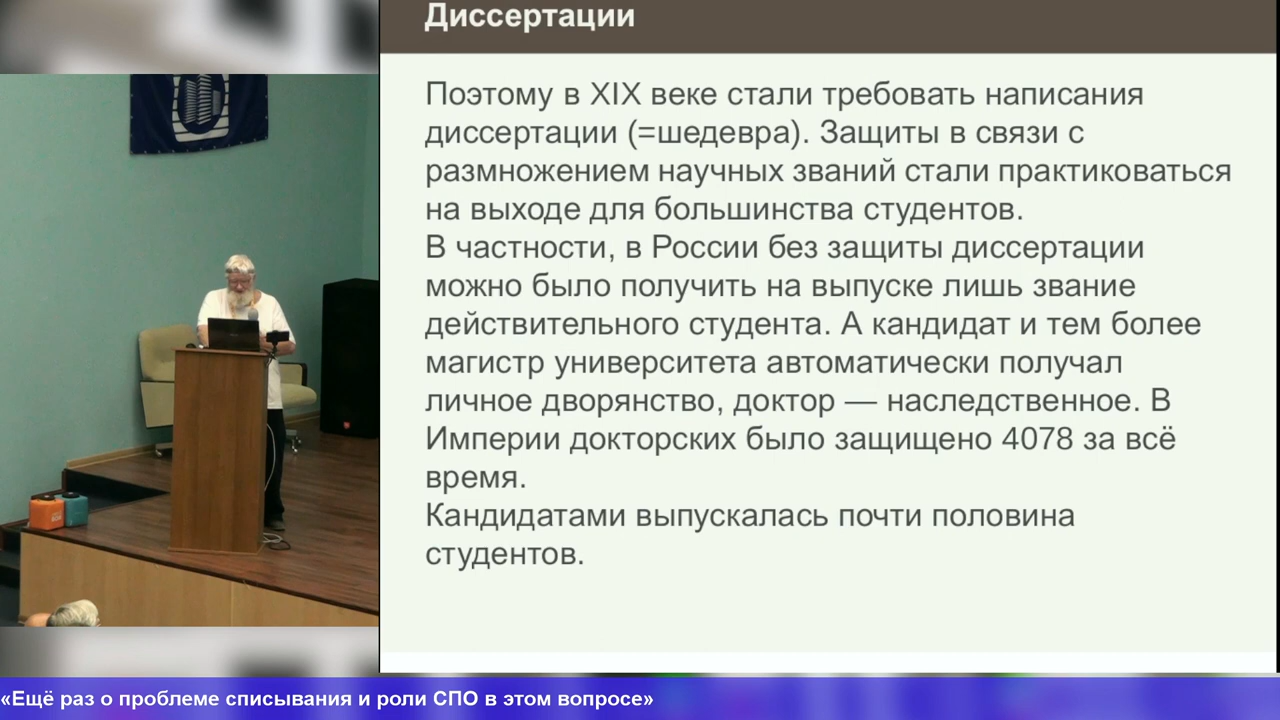 Диссертации
Поэтому в XIX веке стали требовать написания
диссертации (=шедевра). Защиты в связи с
размножением научных званий стали практиковаться
на выходе для большинства студентов.
В частности, в России без защиты диссертации
можно было получить на выпуске лишь звание
действительного студента. А кандидат и тем более
магистр университета автоматически получал
личное дворянство, доктор — наследственное. В
Империи докторских было защищено 4078 за всё
время.
Кандидатами выпускалась почти половина
студентов.
«Ещё раз о проблеме списывания и роли СПО в этом вопросе»